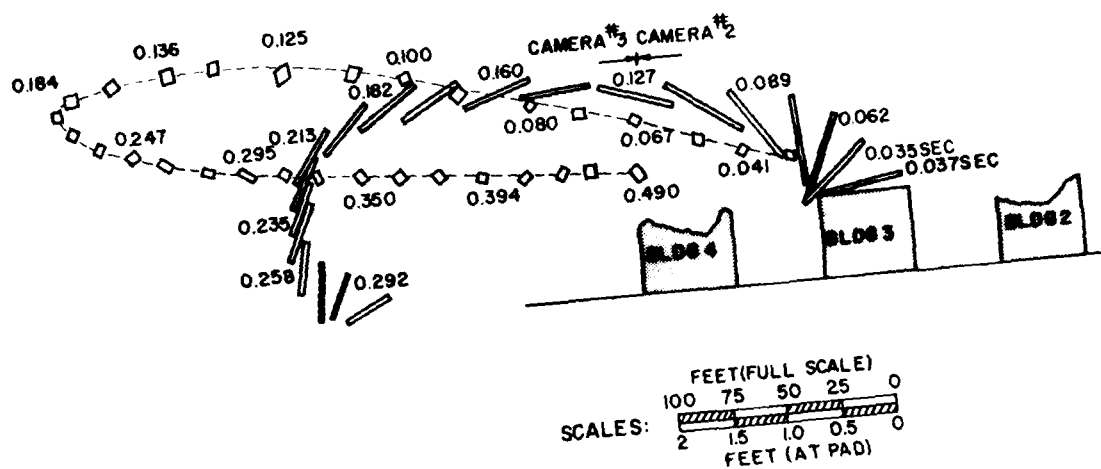 CAMERA #3 CAMERA #2
0.184
0.136
0.125
0.100
0.160
0.127
0.089
0.062
0.035SEC
0.037SEC
0.182
0.080
0.067
0.041
0.247
0.213
0.295
0.350
0.394
0.490
0.235
0.258
0.292
BLDG 4
BLDG 3
BLDG 2
FEET (FULL SCALE)
100 75 50 25 0
SCALES:
2 1.5 1.0 0.5 0
FEET (AT PAD)